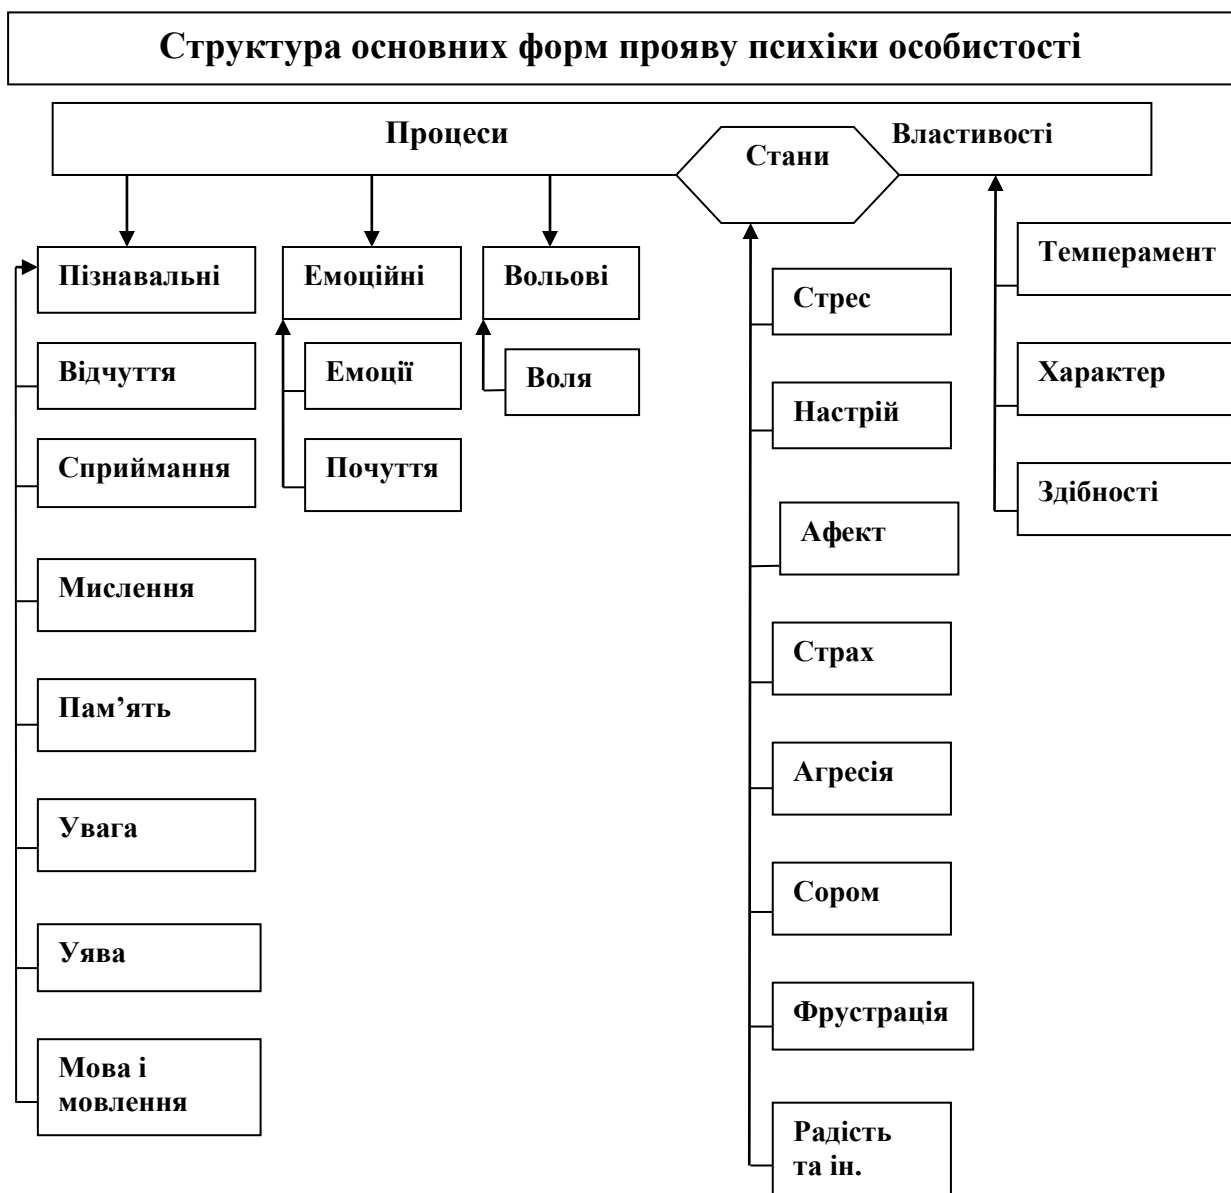 Структура основних форм прояву психіки особистості
Процеси
Стани
Властивості
Пізнавальні
Емоційні
Вольові
Відчуття
Сприймання
Мислення
Пам’ять
Увага
Уява
Мова і
мовлення
Емоції
Почуття
Воля
Стрес
Настрій
Афект
Страх
Агресія
Сором
Фрустрація
Радість
та ін.
Темперамент
Характер
Здібності